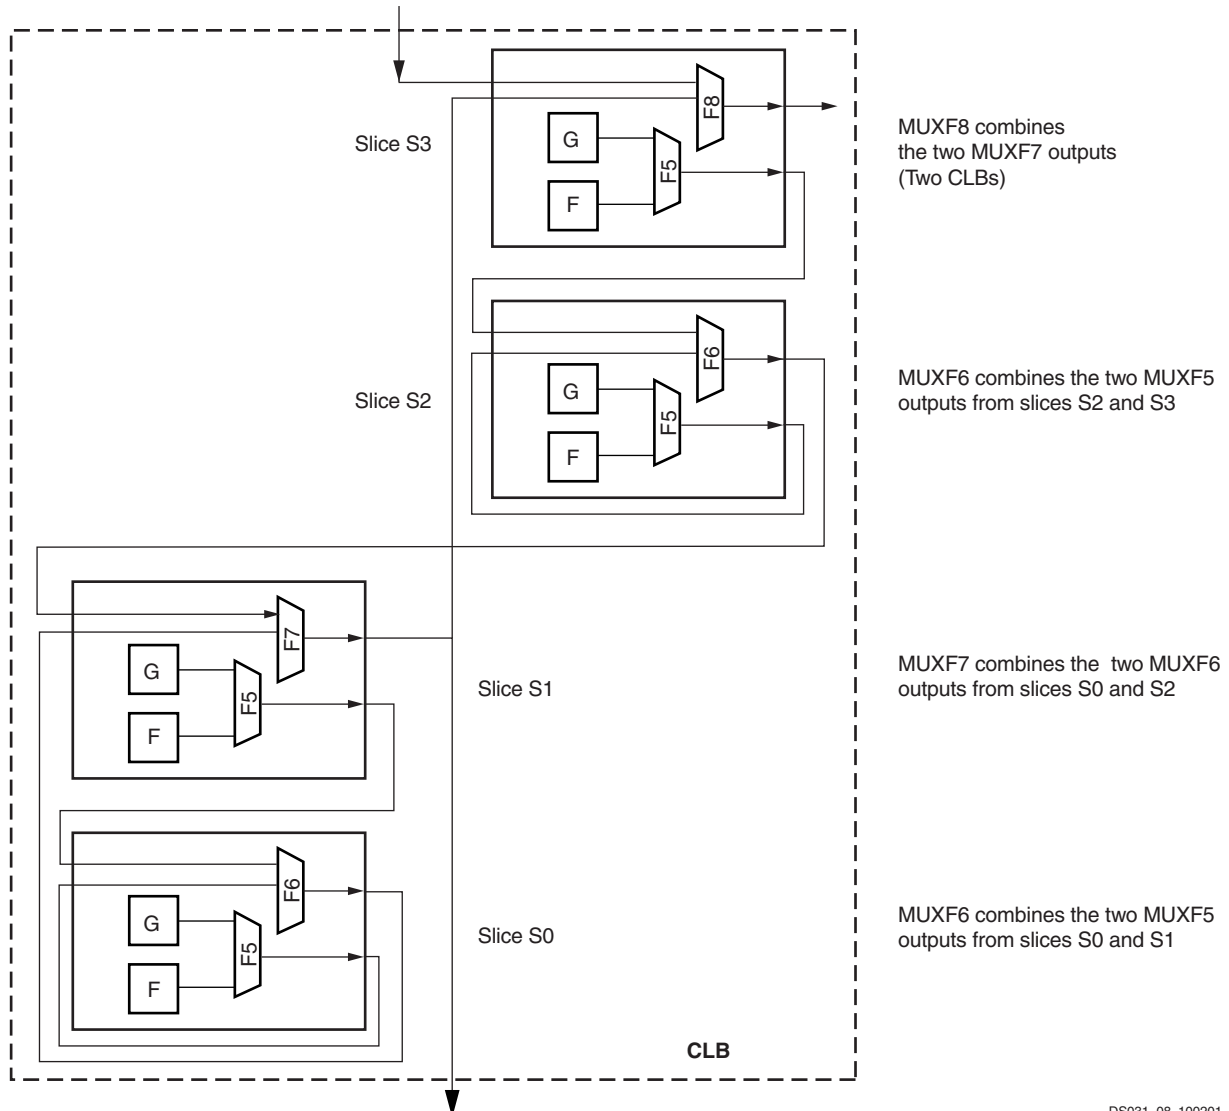 F8
MUXF8 combines
the two MUXF7 outputs
(Two CLBs)
Slice S3
G
F5
F
F6
MUXF6 combines the two MUXF5
outputs from slices S2 and S3
Slice S2
G
F5
F
F7
MUXF7 combines the two MUXF6
outputs from slices S0 and S2
G
Slice S1
F5
F
F6
MUXF6 combines the two MUXF5
outputs from slices S0 and S1
G
Slice S0
F5
F
CLB
DS031_08_100201